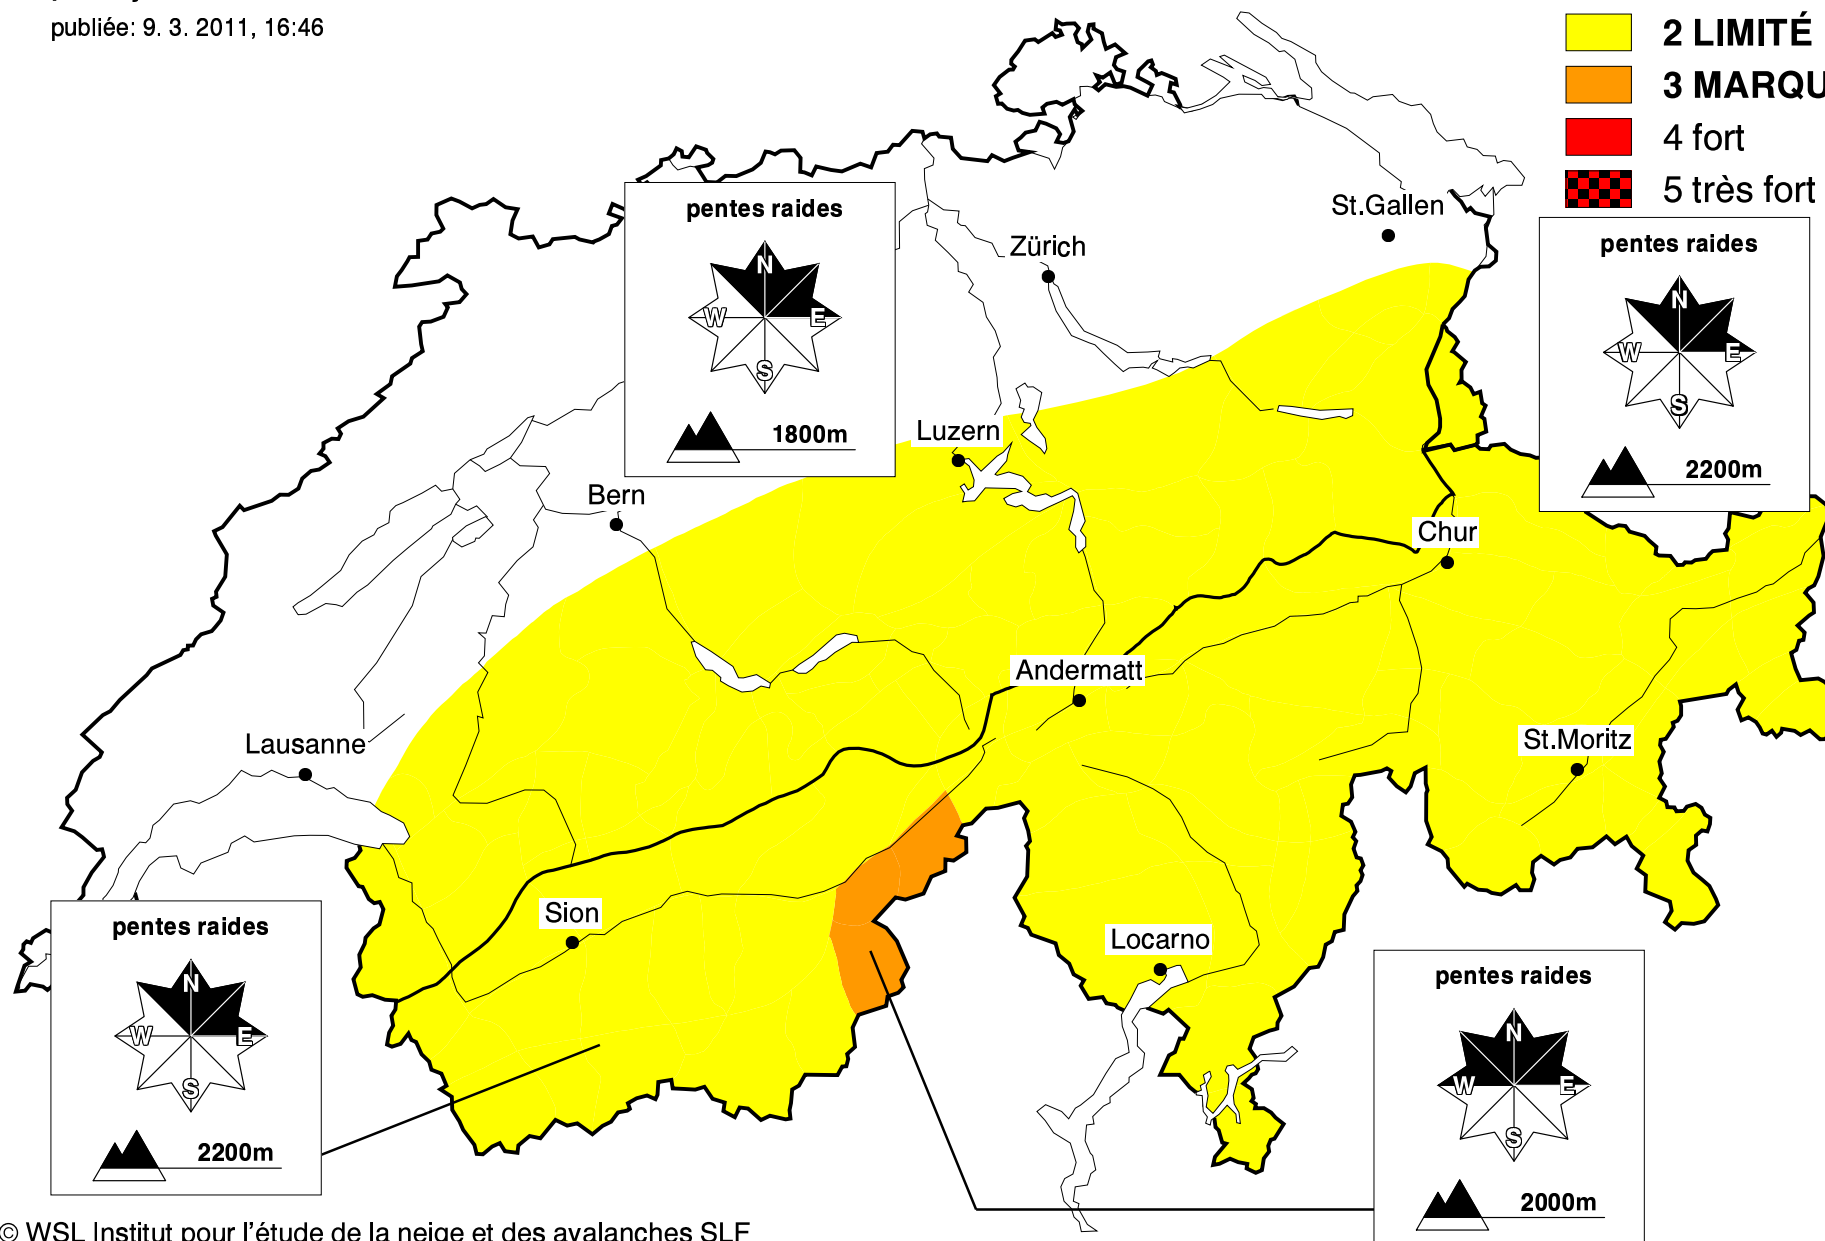 publiée: 9. 3. 2011, 16:46
2 LIMITÉ
3 MARQU
4 fort
5 très fort
pentes raides
N
W E
S
1800m
St.Gallen
Zürich
pentes raides
N
W E
S
2200m
Luzern
Bern
Chur
Andermatt
St.Moritz
Lausanne
Sion
Locarno
pentes raides
N
W E
S
2200m
pentes raides
N
W E
S
2000m
© WSL Institut pour l'étude de la neige et des avalanches SLF